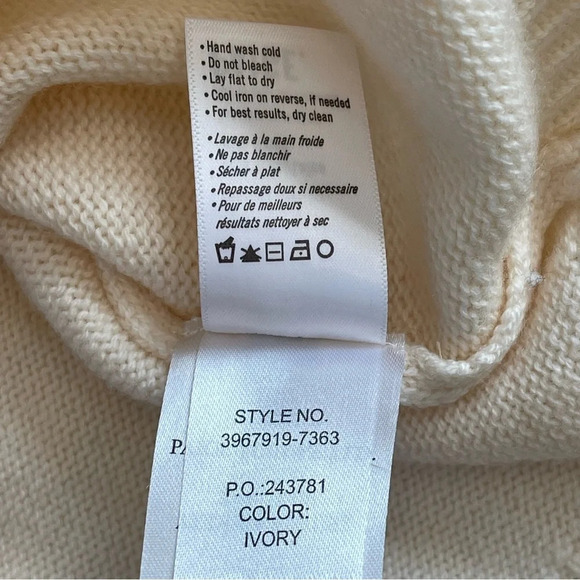 • Hand wash cold
• Do not bleach
• Lay flat to dry
• Cool iron on reverse, if needed
• For best results, dry clean
• Lavage à la main froide
• Ne pas blanchir
• Sécher à plat
• Repassage doux si necessaire
• Pour de meilleurs
résultats nettoyer à sec
STYLE NO.
3967919-7363
P.O.:243781
COLOR:
IVORY